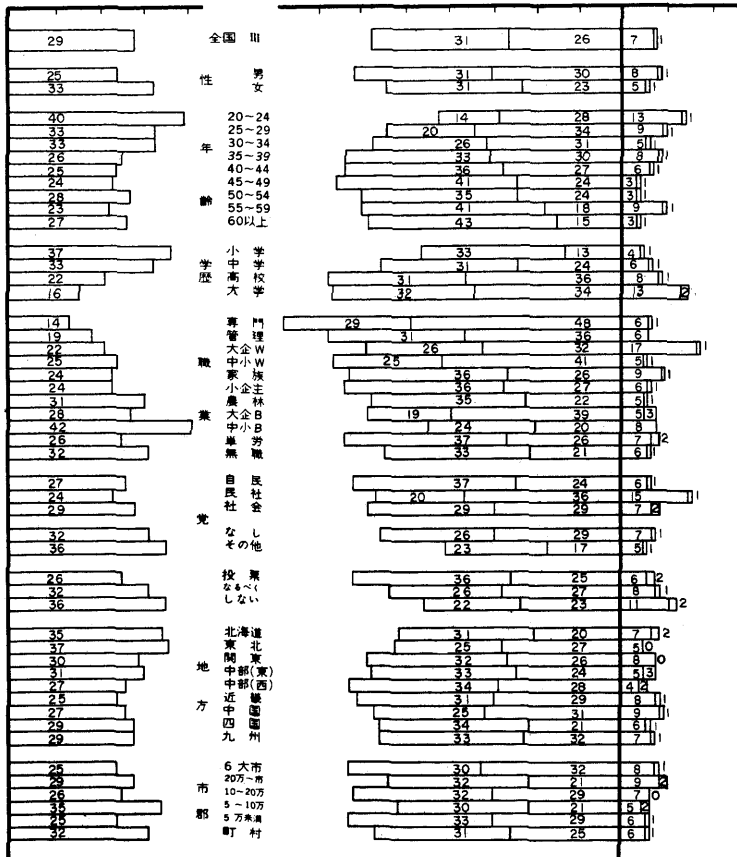 29 全国 III 31 26 7 1
25 男 31 30 8 1
性
33 女 31 23 5 1
40 20~24 14 28 13 1
33 25~29 20 34 9 1
33 30~34 26 31 5 1
年
26 35~39 33 30 8 1
25 40~44 36 27 6 1
24 45~49 41 24 3 1
28 50~54 35 24 3 1
齢
23 55~59 41 18 9 1
27 60以上 43 15 3 1
37 小学 33 13 4 1
33 学 中学 31 24 6 1
22 歴 高校 31 36 8 1
16 大学 32 34 13 2
14 専門 29 48 6 1
19 管理 31 36 6
22 大企W 26 32 17 1
25 職 中小W 25 41 5 1
24 家族 36 26 9 1
24 小企主 36 27 6 1
31 農林 35 22 5 1
28 業 大企B 19 39 5 3
42 中小B 24 20 8
26 単労 37 26 7 2
32 無職 33 21 6 1
27 自民 37 24 6 1
24 民社 20 36 15 1
29 社会 29 29 7 2
党
32 なし 26 29 7 1
36 その他 23 17 5 1
26 投票 36 25 6 2
32 なるべく 26 27 8 1
36 しない 22 23 11 2
35 北海道 31 20 7 2
37 東北 25 27 5 0
30 関東 32 26 8 0
31 地 中部(東) 33 24 5 3
27 中部(西) 34 28 4 2
25 近畿 31 29 8 1
27 方 中国 25 31 9 1
29 四国 34 21 6 1
29 九州 33 32 7 1
25 6大市 30 32 8 1
29 20万~市 32 21 9 2
26 市 10~20万 32 29 7 0
35 5~10万 30 21 5 2
25 郡 5万未満 33 29 6 1
32 町村 31 25 6 1